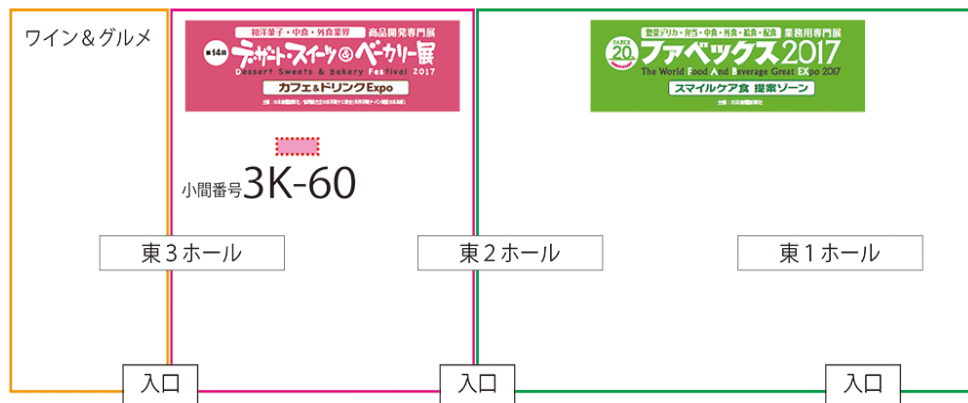 ワイン＆グルメ
和洋菓子・中食・外食業界 商品開発専門展
第14回 デザート・スイーツ&ベーカリー展
Dessert Sweets & Bakery Festival 2017
カフェ&ドリンクExpo
惣菜デリカ・弁当・中食・外食・給食・配食 業務用専門展
FABEX 20th ファベックス2017
The World Food And Beverage Great EXpo 2017
スマイルケア食 提案ゾーン
主催：日本食糧新聞社
小間番号3K-60
東３ホール
東２ホール
東１ホール
入口
入口
入口